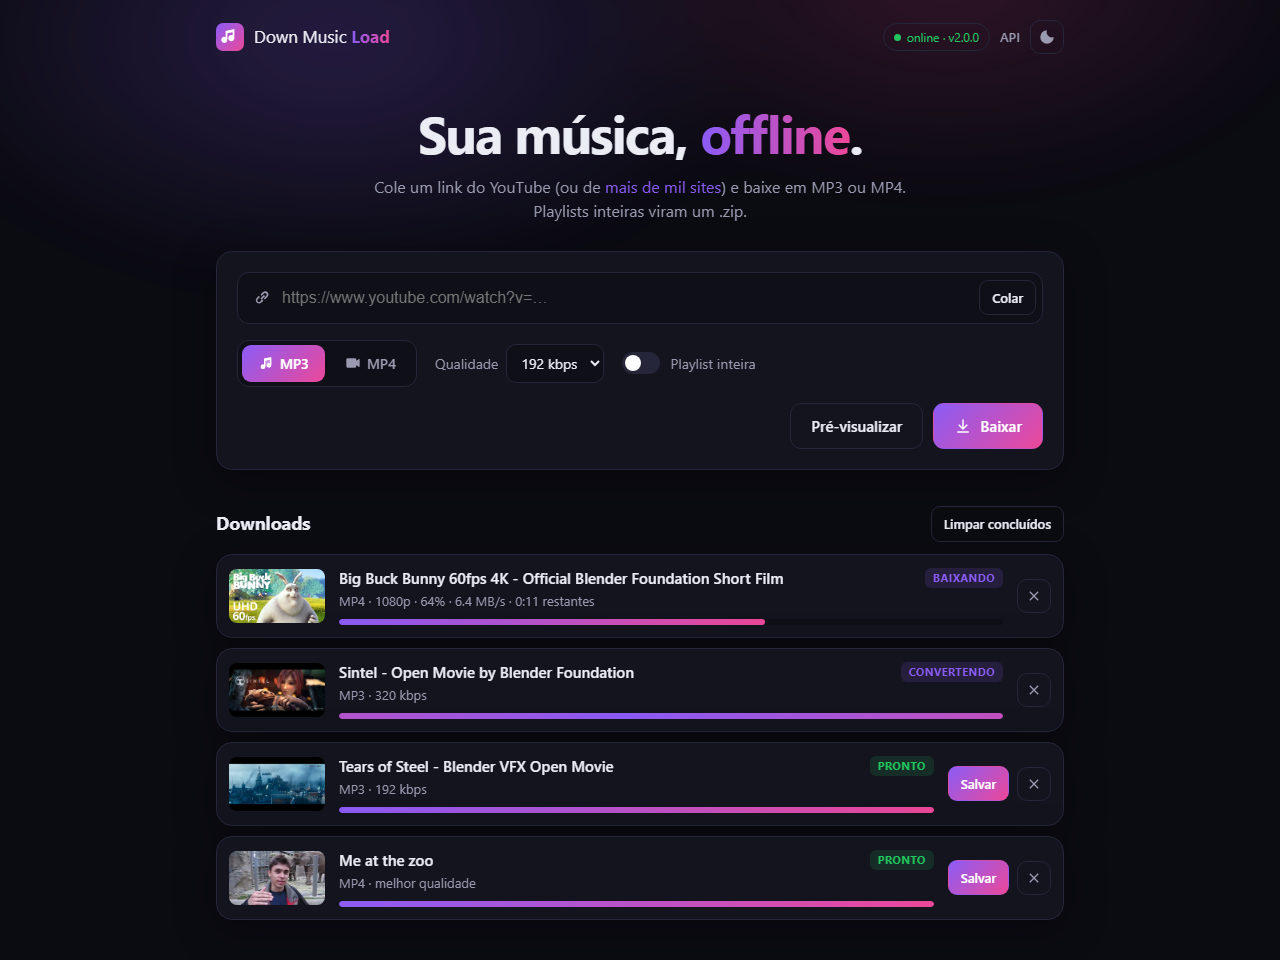 Down Music Load
online · v2.0.0
API
Sua música, offline.
Cole um link do YouTube (ou de mais de mil sites) e baixe em MP3 ou MP4.
Playlists inteiras viram um .zip.
https://www.youtube.com/watch?v=…
Colar
MP3
MP4
Qualidade
192 kbps
Playlist inteira
Pré-visualizar
Baixar
Downloads
Limpar concluídos
Big Buck
BUNNY
UHD
60fps
Big Buck Bunny 60fps 4K - Official Blender Foundation Short Film
BAIXANDO
MP4 · 1080p · 64% · 6.4 MB/s · 0:11 restantes
Sintel - Open Movie by Blender Foundation
CONVERTENDO
MP3 · 320 kbps
Tears of Steel - Blender VFX Open Movie
PRONTO
MP3 · 192 kbps
Salvar
Me at the zoo
PRONTO
MP4 · melhor qualidade
Salvar